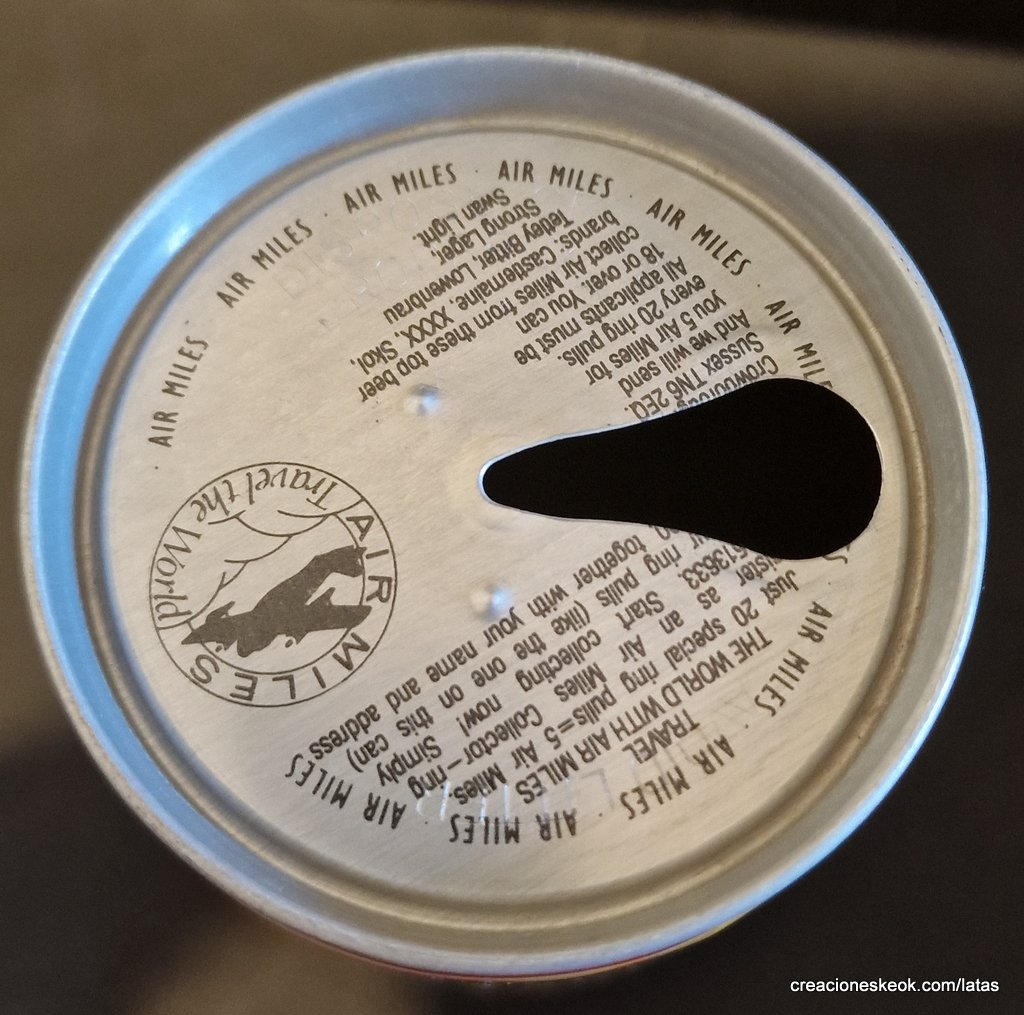 TRAVEL
THE WORLD WITH AIR MILES
Just 20 special ring pulls = 5 Air Miles.
as an Air Miles Collector – ring
613633. Start collecting now! Simply
ring pulls (like the one on this can)
together with your name and address
Sussex TN6 2EQ.
And we will send
you 5 Air Miles for
every 20 ring pulls.
All applicants must be
18 or over. You can
collect Air Miles from these top beer
brands: Castlemaine, XXXX, Skol,
Tetley Bitter, Lowenbrau
Strong Lager,
Swan Light.
AIR MILES · AIR MILES · AIR MILES · AIR MILES · AIR MILES · AIR
AIR MILES · AIR MILES · AIR MILES · AIR MILES
AIR MILES
Travel the World
creacioneskeok.com/latas